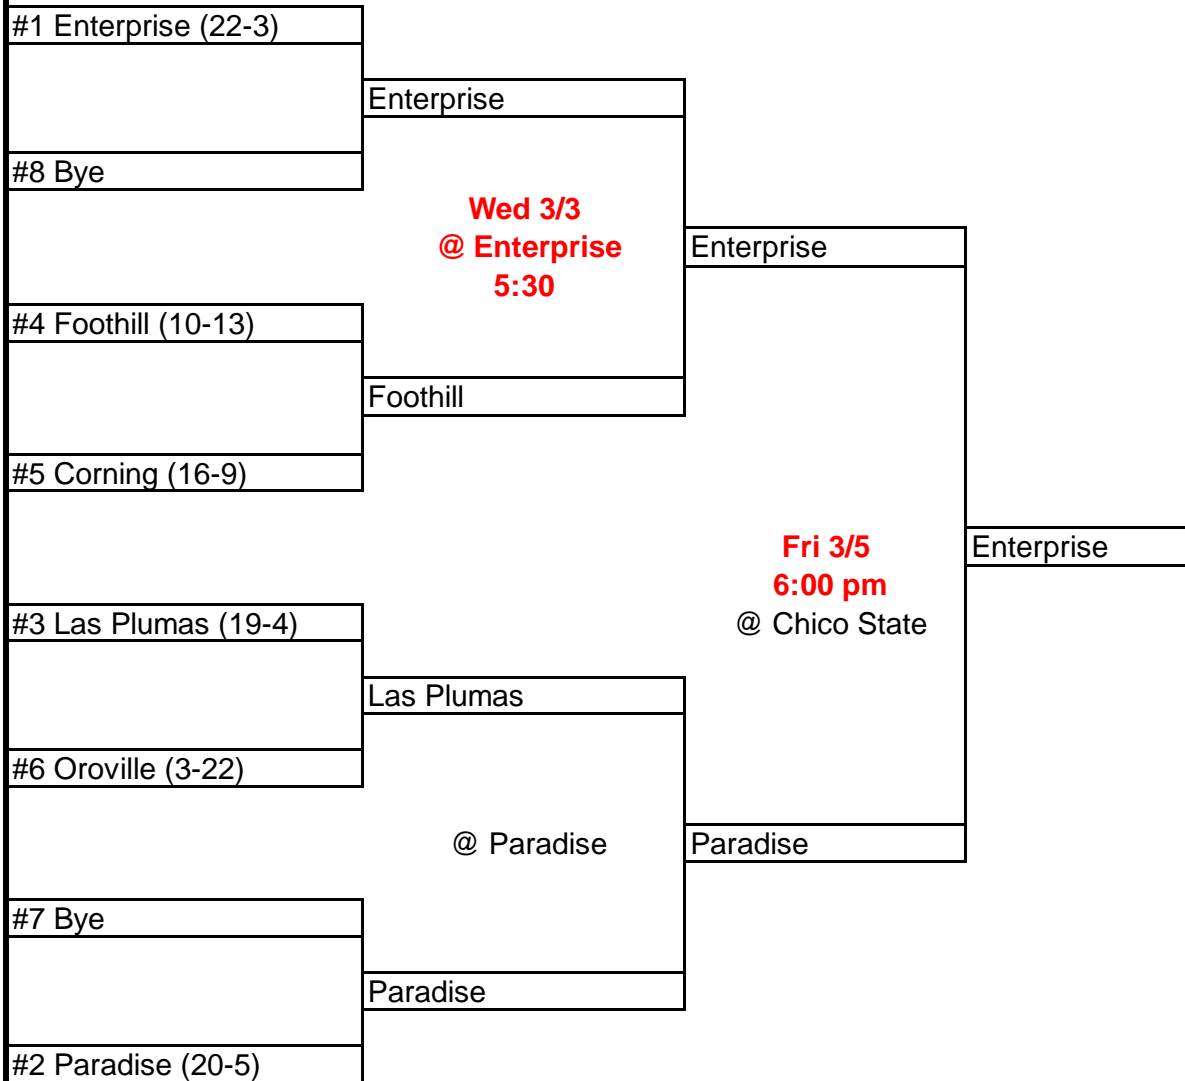 #1 Enterprise (22-3)
Enterprise
#8 Bye
Wed 3/3
@ Enterprise
5:30
Enterprise
#4 Foothill (10-13)
Foothill
#5 Corning (16-9)
Fri 3/5
6:00 pm
@ Chico State
Enterprise
#3 Las Plumas (19-4)
Las Plumas
#6 Oroville (3-22)
@ Paradise
Paradise
#7 Bye
Paradise
#2 Paradise (20-5)